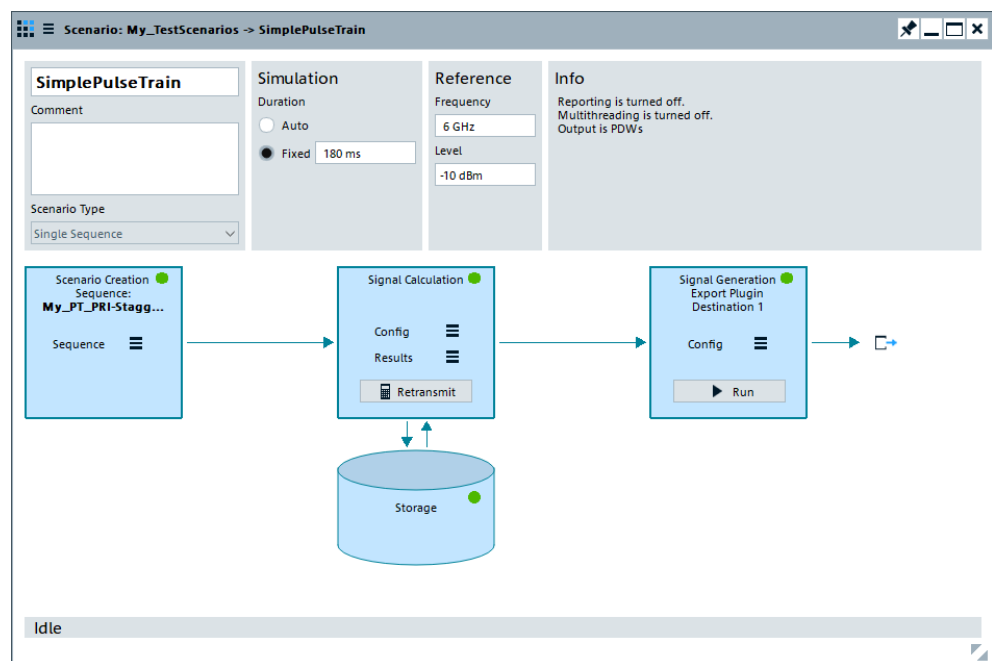 Scenario: My_TestScenarios -> SimplePulseTrain
SimplePulseTrain
Comment
Scenario Type
Single Sequence
Simulation
Duration
Auto
Fixed 180 ms
Reference
Frequency
6 GHz
Level
-10 dBm
Info
Reporting is turned off.
Multithreading is turned off.
Output is PDWs
Scenario Creation
Sequence:
My_PT_PRI-Stagg...
Sequence
Signal Calculation
Config
Results
Retransmit
Storage
Signal Generation
Export Plugin
Destination 1
Config
Run
Idle